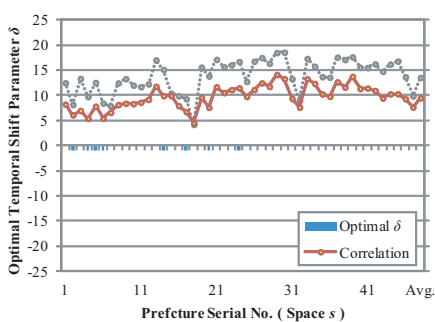 Optimal Temporal Shift Parameter δ
25
20
15
10
5
0
-5
-10
-15
-20
-25
Optimal δ
Correlation
1 11 21 31 41 Avg.
Prefcture Serial No. ( Space s )